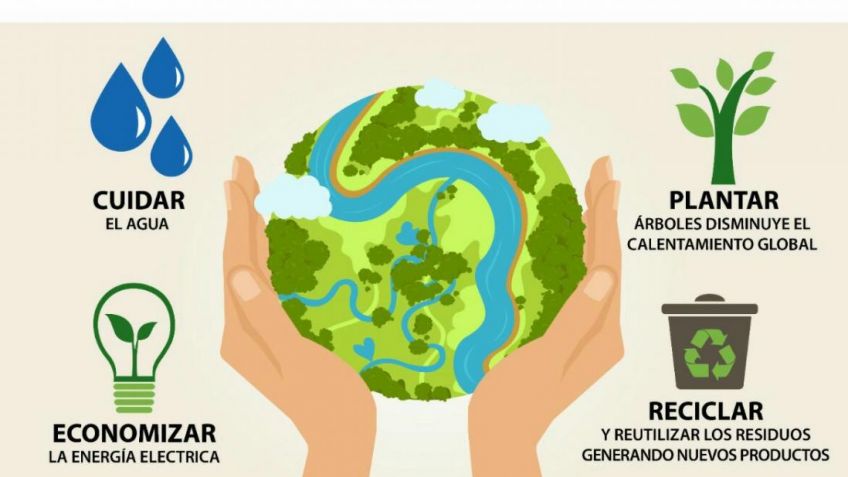 CUIDAR
EL AGUA
PLANTAR
ÁRBOLES DISMINUYE EL
CALENTAMIENTO GLOBAL
ECONOMIZAR
LA ENERGÍA ELECTRICA
RECICLAR
Y REUTILIZAR LOS RESIDUOS
GENERANDO NUEVOS PRODUCTOS